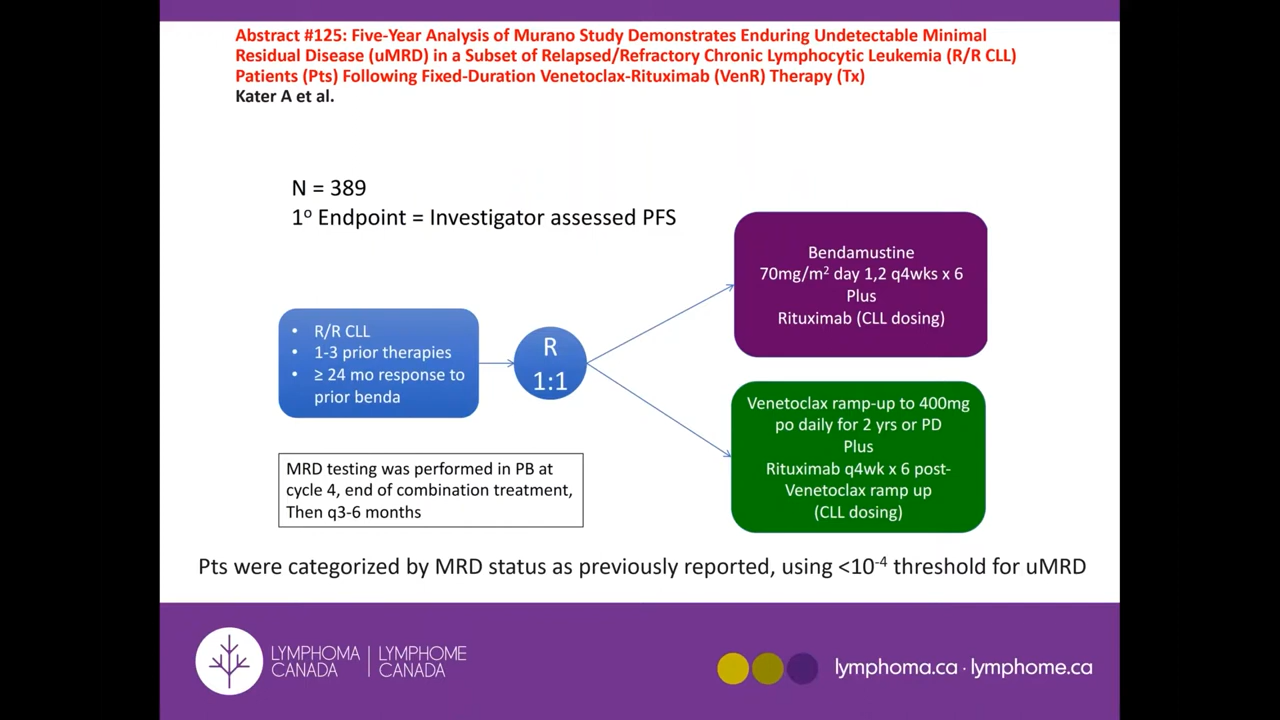 Abstract #125: Five-Year Analysis of Murano Study Demonstrates Enduring Undetectable Minimal
Residual Disease (uMRD) in a Subset of Relapsed/Refractory Chronic Lymphocytic Leukemia (R/R CLL)
Patients (Pts) Following Fixed-Duration Venetoclax-Rituximab (VenR) Therapy (Tx)
Kater A et al.
N = 389
1º Endpoint = Investigator assessed PFS
• R/R CLL
• 1-3 prior therapies
• ≥ 24 mo response to
prior benda
R
1:1
Bendamustine
70mg/m² day 1,2 q4wks x 6
Plus
Rituximab (CLL dosing)
Venetoclax ramp-up to 400mg
po daily for 2 yrs or PD
Plus
Rituximab q4wk x 6 post-
Venetoclax ramp up
(CLL dosing)
MRD testing was performed in PB at
cycle 4, end of combination treatment,
Then q3-6 months
Pts were categorized by MRD status as previously reported, using <10⁻⁴ threshold for uMRD
LYMPHOMA
CANADA
LYMPHOME
CANADA
lymphoma.ca · lymphome.ca